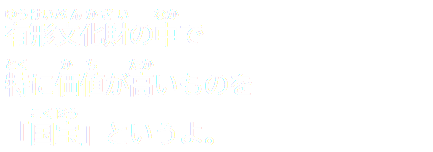 有形文化財の中で
特に価値が高いものを
「国宝」というよ。